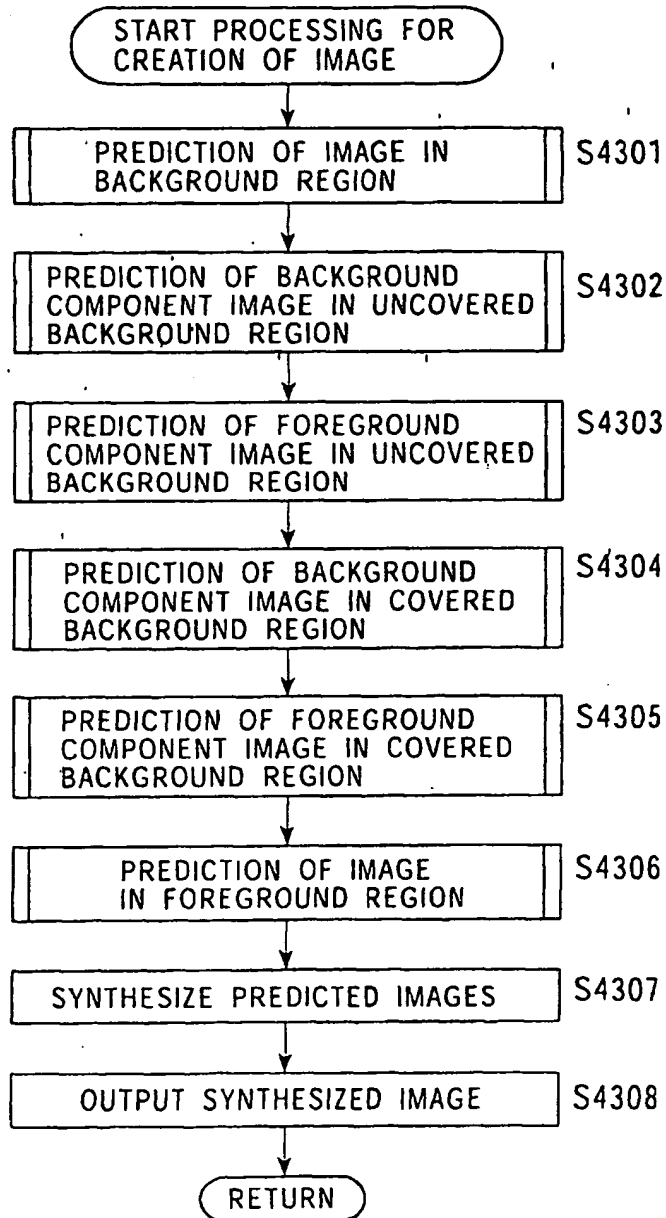 START PROCESSING FOR
CREATION OF IMAGE
PREDICTION OF IMAGE IN
BACKGROUND REGION
S4301
PREDICTION OF BACKGROUND
COMPONENT IMAGE IN UNCOVERED
BACKGROUND REGION
S4302
PREDICTION OF FOREGROUND
COMPONENT IMAGE IN UNCOVERED
BACKGROUND REGION
S4303
PREDICTION OF BACKGROUND
COMPONENT IMAGE IN COVERED
BACKGROUND REGION
S4304
PREDICTION OF FOREGROUND
COMPONENT IMAGE IN COVERED
BACKGROUND REGION
S4305
PREDICTION OF IMAGE
IN FOREGROUND REGION
S4306
SYNTHESIZE PREDICTED IMAGES
S4307
OUTPUT SYNTHESIZED IMAGE
S4308
RETURN